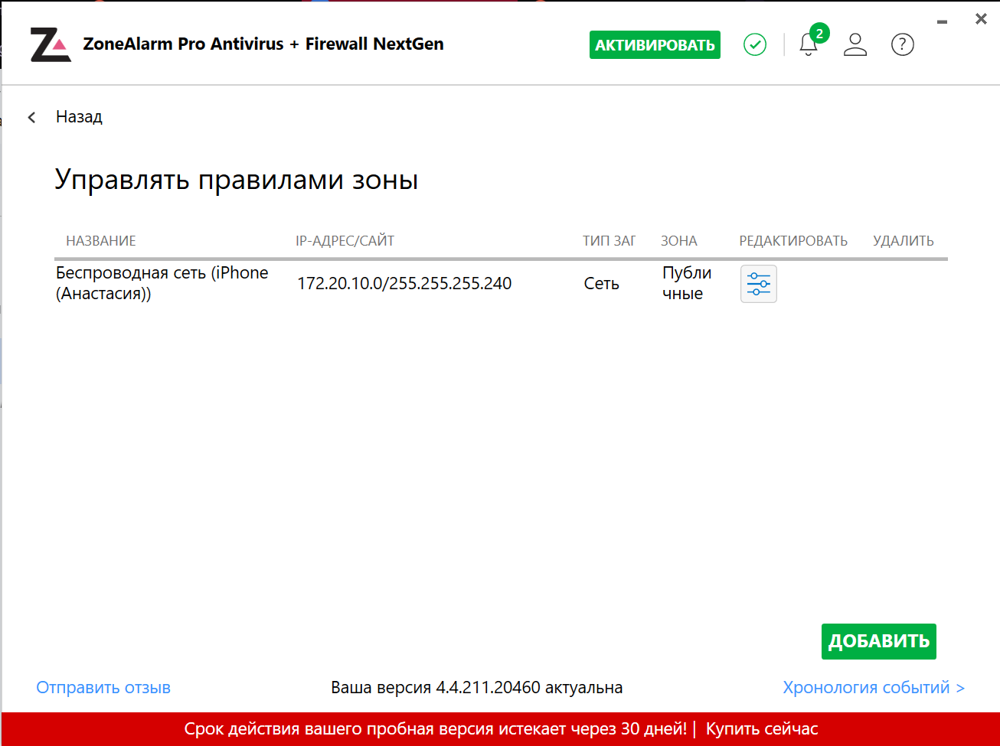 ZoneAlarm Pro Antivirus + Firewall NextGen
АКТИВИРОВАТЬ
2
?
Назад
Управлять правилами зоны
НАЗВАНИЕ IP-АДРЕС/САЙТ ТИП ЗАГ ЗОНА РЕДАКТИРОВАТЬ УДАЛИТЬ
Беспроводная сеть (iPhone
(Анастасия))
172.20.10.0/255.255.255.240
Сеть
Публи
чные
ДОБАВИТЬ
Отправить отзыв
Ваша версия 4.4.211.20460 актуальна
Хронология событий >
Срок действия вашего пробная версия истекает через 30 дней! | Купить сейчас